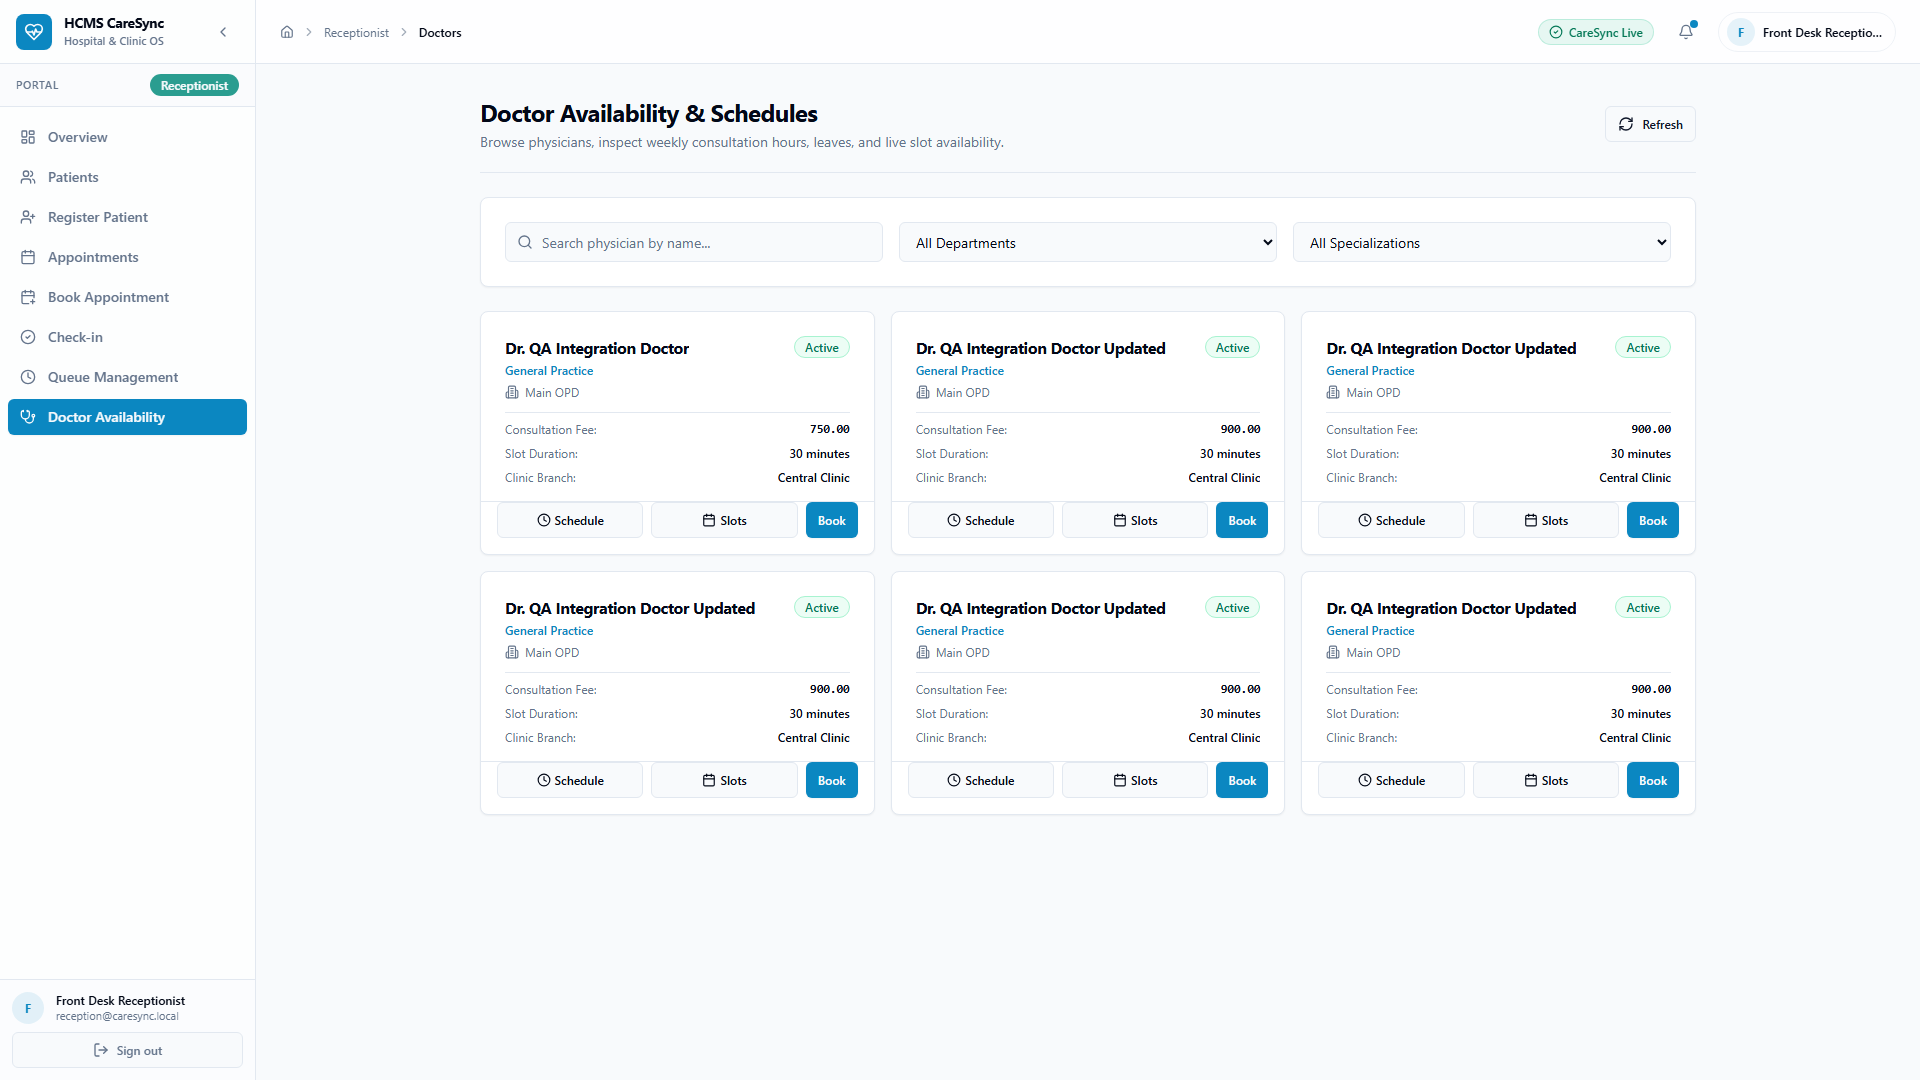 HCMS CareSync
Hospital & Clinic OS
PORTAL
Receptionist
Overview
Patients
Register Patient
Appointments
Book Appointment
Check-in
Queue Management
Doctor Availability
Front Desk Receptionist
F
reception@caresync.local
Sign out
Receptionist
Doctors
CareSync Live
F
Front Desk Receptio...
Doctor Availability & Schedules
Browse physicians, inspect weekly consultation hours, leaves, and live slot availability.
Refresh
Search physician by name...
All Departments
All Specializations
Dr. QA Integration Doctor
Active
General Practice
Main OPD
Consultation Fee: 750.00
Slot Duration: 30 minutes
Clinic Branch: Central Clinic
Schedule
Slots
Book
Dr. QA Integration Doctor Updated
Active
General Practice
Main OPD
Consultation Fee: 900.00
Slot Duration: 30 minutes
Clinic Branch: Central Clinic
Schedule
Slots
Book
Dr. QA Integration Doctor Updated
Active
General Practice
Main OPD
Consultation Fee: 900.00
Slot Duration: 30 minutes
Clinic Branch: Central Clinic
Schedule
Slots
Book
Dr. QA Integration Doctor Updated
Active
General Practice
Main OPD
Consultation Fee: 900.00
Slot Duration: 30 minutes
Clinic Branch: Central Clinic
Schedule
Slots
Book
Dr. QA Integration Doctor Updated
Active
General Practice
Main OPD
Consultation Fee: 900.00
Slot Duration: 30 minutes
Clinic Branch: Central Clinic
Schedule
Slots
Book
Dr. QA Integration Doctor Updated
Active
General Practice
Main OPD
Consultation Fee: 900.00
Slot Duration: 30 minutes
Clinic Branch: Central Clinic
Schedule
Slots
Book